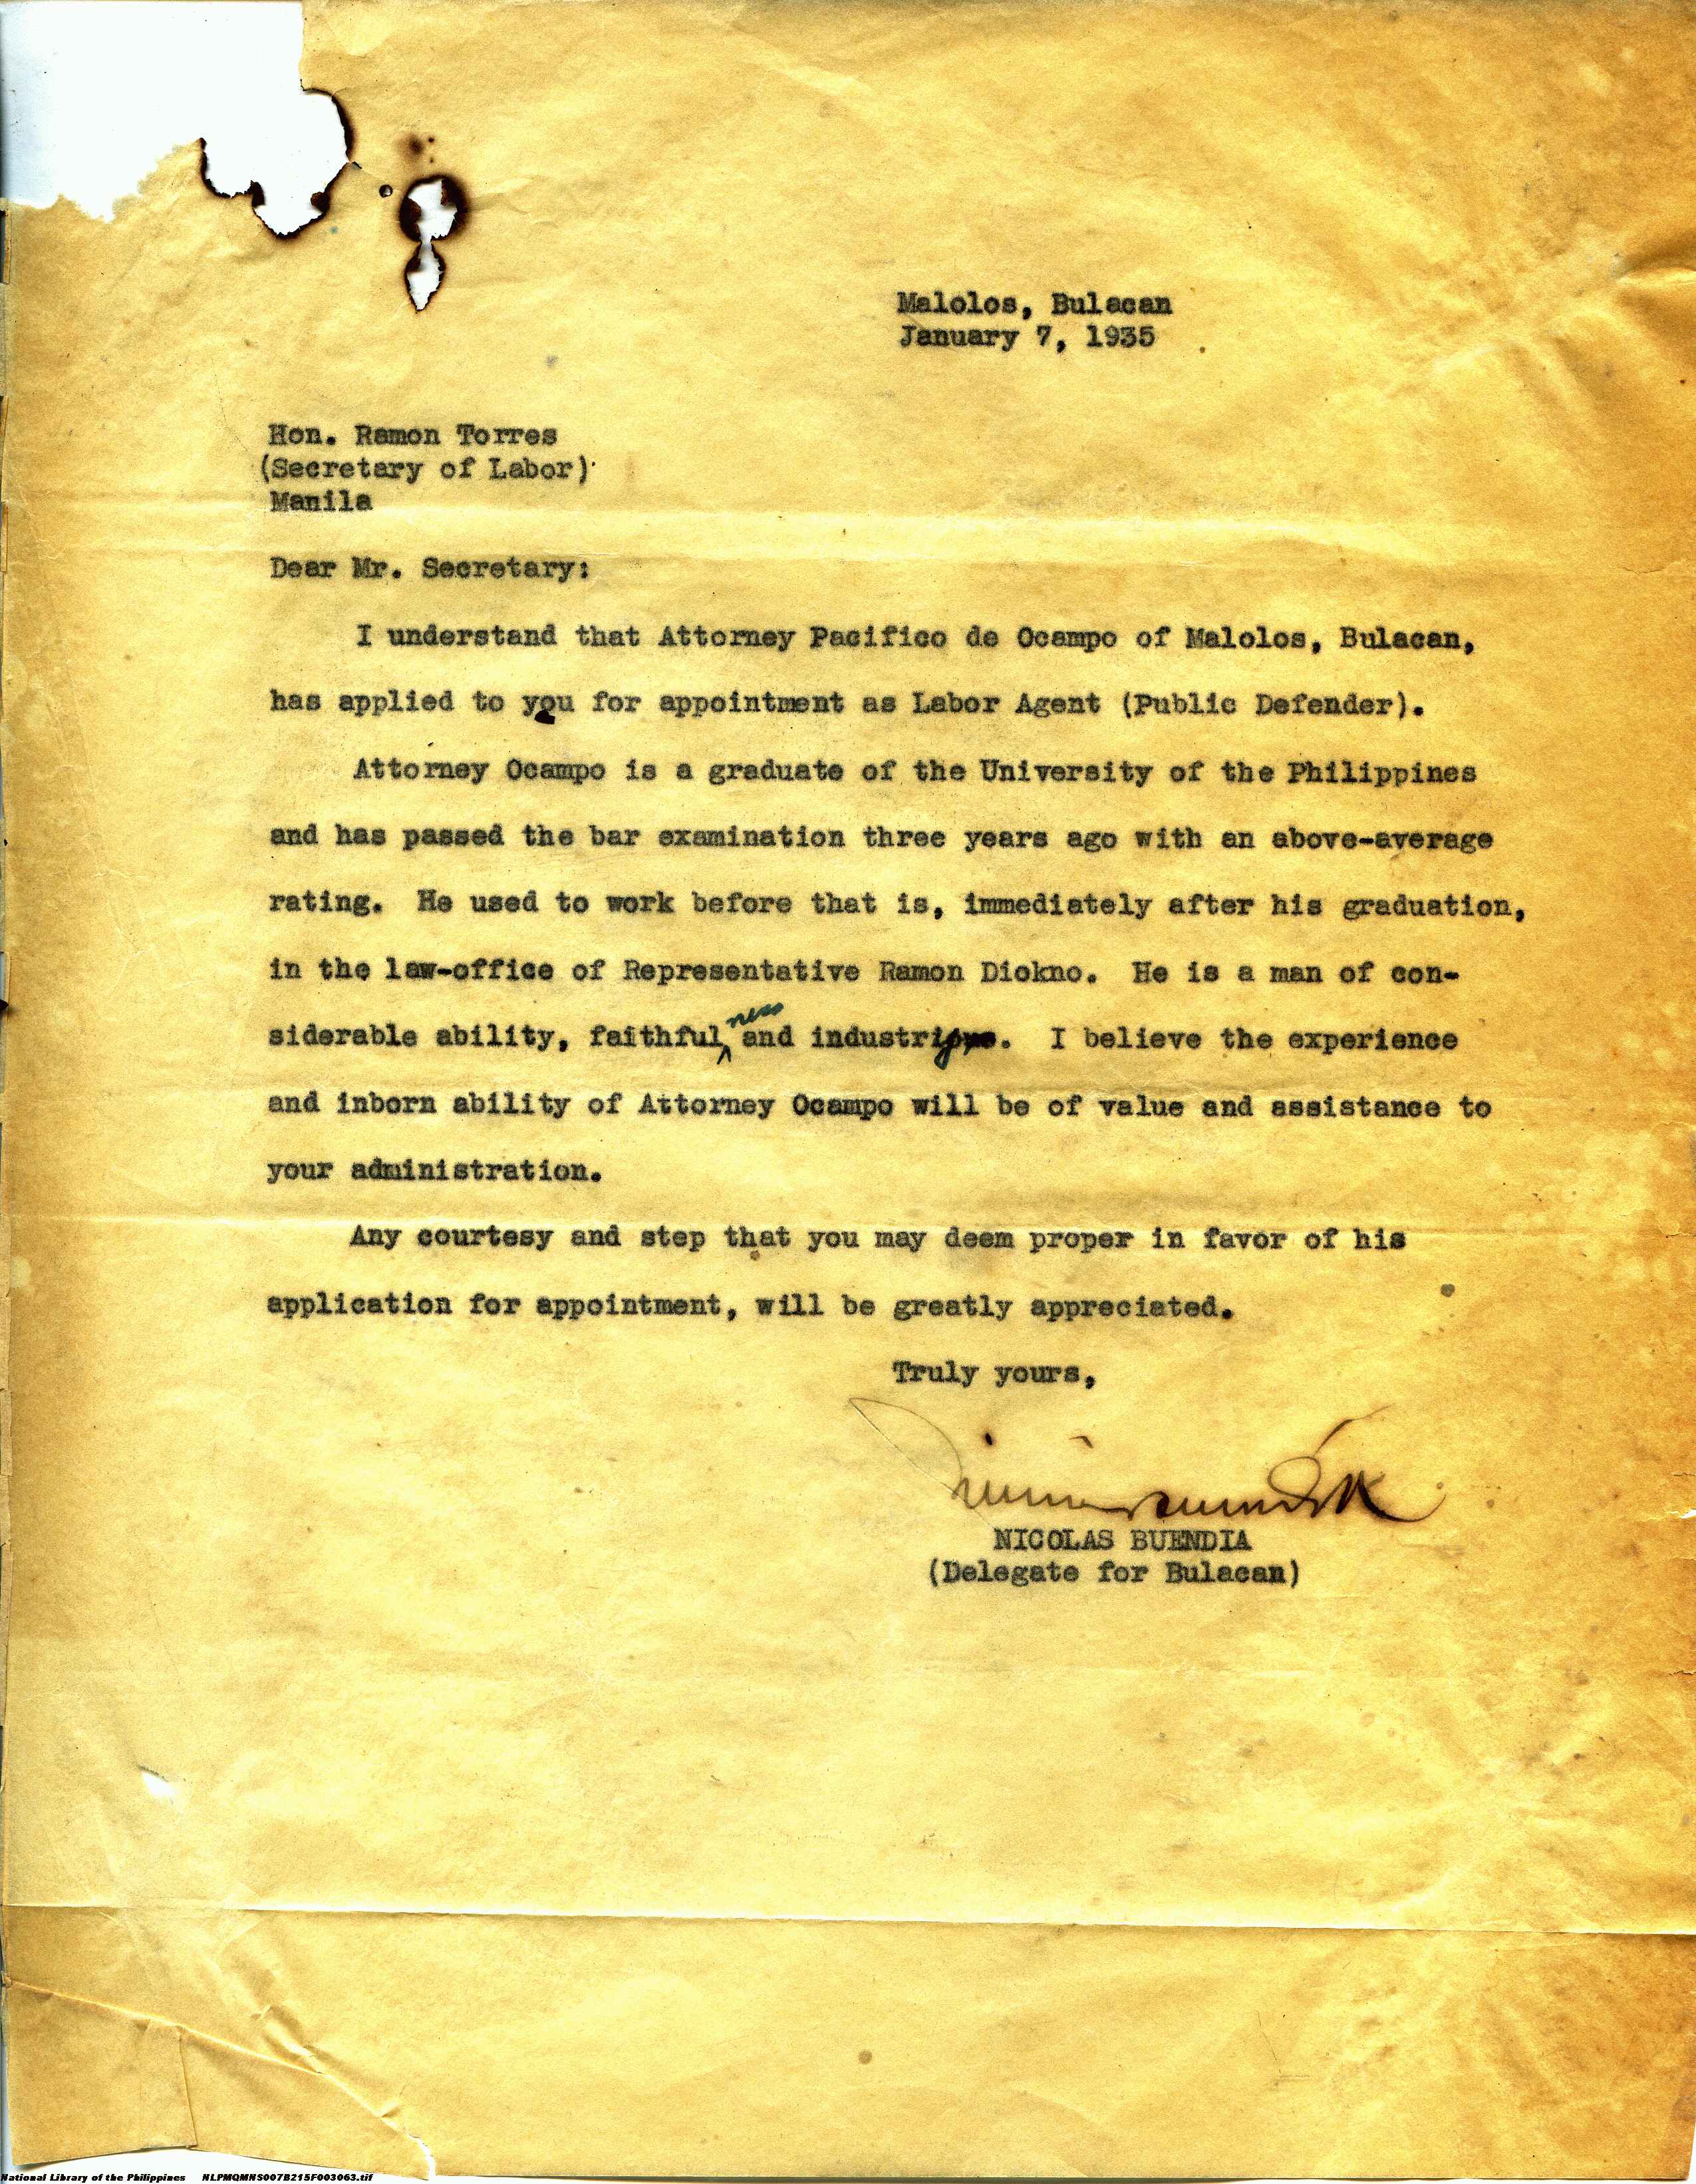 Malolos, Bulacan
January 7, 1935
Hon. Ramon Torres
(Secretary of Labor)
Manila
Dear Mr. Secretary:
I understand that Attorney Pacifico de Ocampo of Malolos, Bulacan,
has applied to you for appointment as Labor Agent (Public Defender).
Attorney Ocampo is a graduate of the University of the Philippines
and has passed the bar examination three years ago with an above-average
rating. He used to work before that is, immediately after his graduation,
in the law-office of Representative Ramon Diokno. He is a man of con-
ness
siderable ability, faithful and industry. I believe the experience
and inborn ability of Attorney Ocampo will be of value and assistance to
your administration.
Any courtesy and step that you may deem proper in favor of his
application for appointment, will be greatly appreciated.
Truly yours,
NICOLAS BUENDIA
(Delegate for Bulacan)
National Library of the Philippines NLPMQMNS007B215F003063.tif